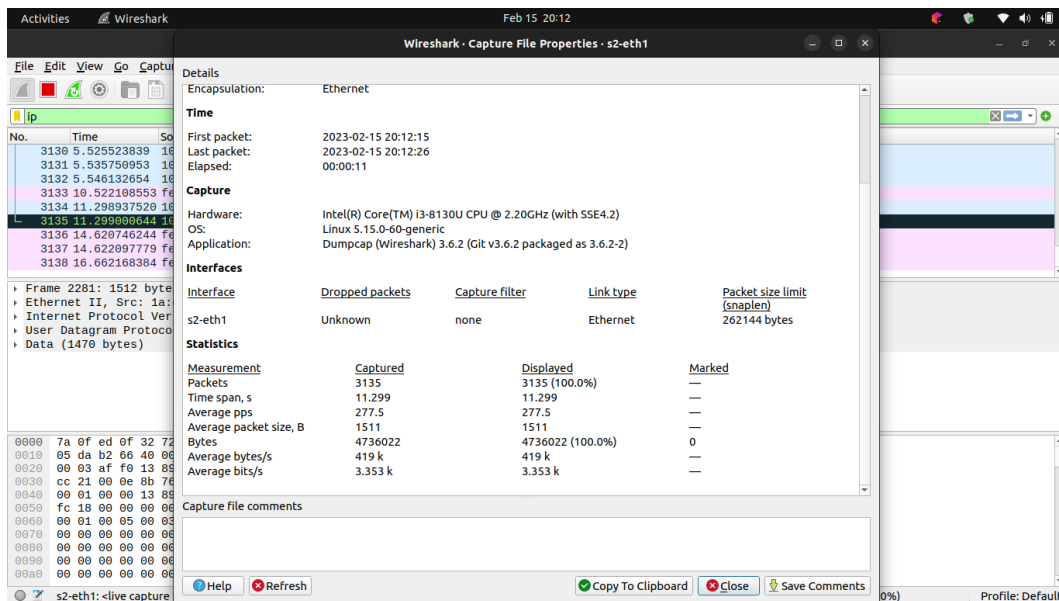 Activities Wireshark Feb 15 20:12
Wireshark · Capture File Properties · s2-eth1
File Edit View Go Captu
ip
No. Time So
3130 5.525523839 10
3131 5.535750953 10
3132 5.546132654 10
3133 10.522108553 fe
3134 11.298937520 10
3135 11.299000644 10
3136 14.620746244 fe
3137 14.622097779 fe
3138 16.662168384 fe
Frame 2281: 1512 byte
Ethernet II, Src: 1a:
Internet Protocol Ver
User Datagram Protoco
Data (1470 bytes)
0000 7a 0f ed 0f 32 72
0010 05 da b2 66 40 00
0020 00 03 af f0 13 89
0030 cc 21 00 0e 8b 76
0040 00 01 00 00 13 89
0050 fc 18 00 00 00 00
0060 00 01 00 05 00 03
0070 00 00 00 00 00 00
0080 00 00 00 00 00 00
0090 00 00 00 00 00 00
00a0 00 00 00 00 00 00
Details
Encapsulation: Ethernet
Time
First packet: 2023-02-15 20:12:15
Last packet: 2023-02-15 20:12:26
Elapsed: 00:00:11
Capture
Hardware: Intel(R) Core(TM) i3-8130U CPU @ 2.20GHz (with SSE4.2)
OS: Linux 5.15.0-60-generic
Application: Dumpcap (Wireshark) 3.6.2 (Git v3.6.2 packaged as 3.6.2-2)
Interfaces
Interface Dropped packets Capture filter Link type Packet size limit
(snaplen)
s2-eth1 Unknown none Ethernet 262144 bytes
Statistics
Measurement Captured Displayed Marked
Packets 3135 3135 (100.0%) —
Time span, s 11.299 11.299 —
Average pps 277.5 277.5 —
Average packet size, B 1511 1511 —
Bytes 4736022 4736022 (100.0%) 0
Average bytes/s 419 k 419 k —
Average bits/s 3.353 k 3.353 k —
Capture file comments
Help Refresh Copy To Clipboard Close Save Comments
s2-eth1: <live capture 0%) Profile: Defaul